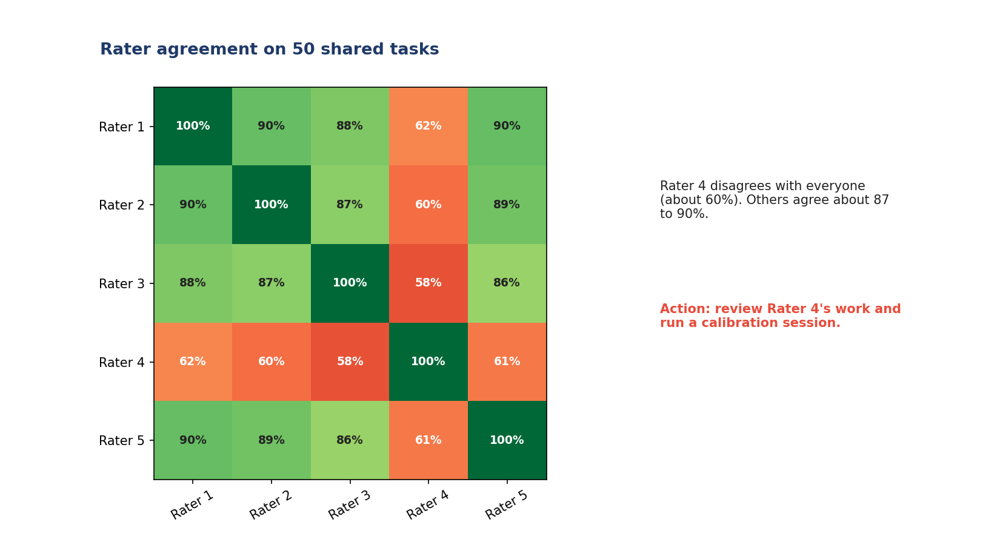 Rater agreement on 50 shared tasks
Rater 1 100% 90% 88% 62% 90%
Rater 2 90% 100% 87% 60% 89%
Rater 3 88% 87% 100% 58% 86%
Rater 4 62% 60% 58% 100% 61%
Rater 5 90% 89% 86% 61% 100%
Rater 1 Rater 2 Rater 3 Rater 4 Rater 5
Rater 4 disagrees with everyone
(about 60%). Others agree about 87
to 90%.
Action: review Rater 4's work and
run a calibration session.